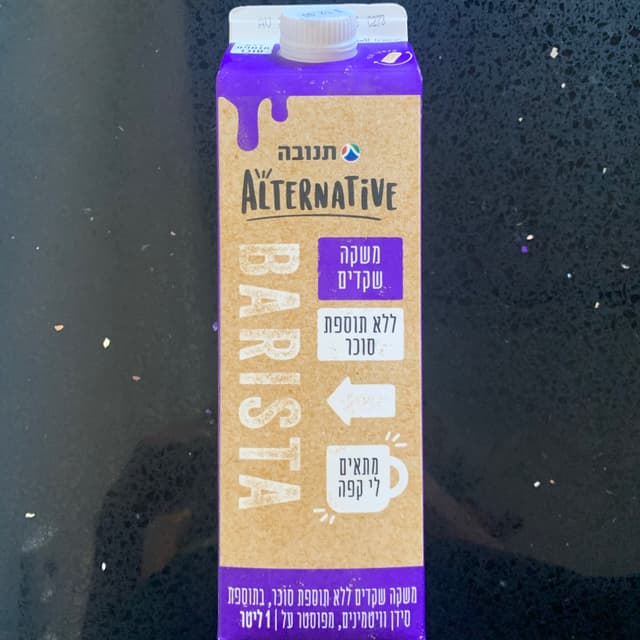 תנובה
ALTERNATIVE
BARISTA
משקה
שקדים
ללא תוספת
סוכר
מתאים
לי קפה
משקה שקדים ללא תוספת סוכר, בתוספת
סידן וויטמינים, מפוסטר על | 1 ליטר